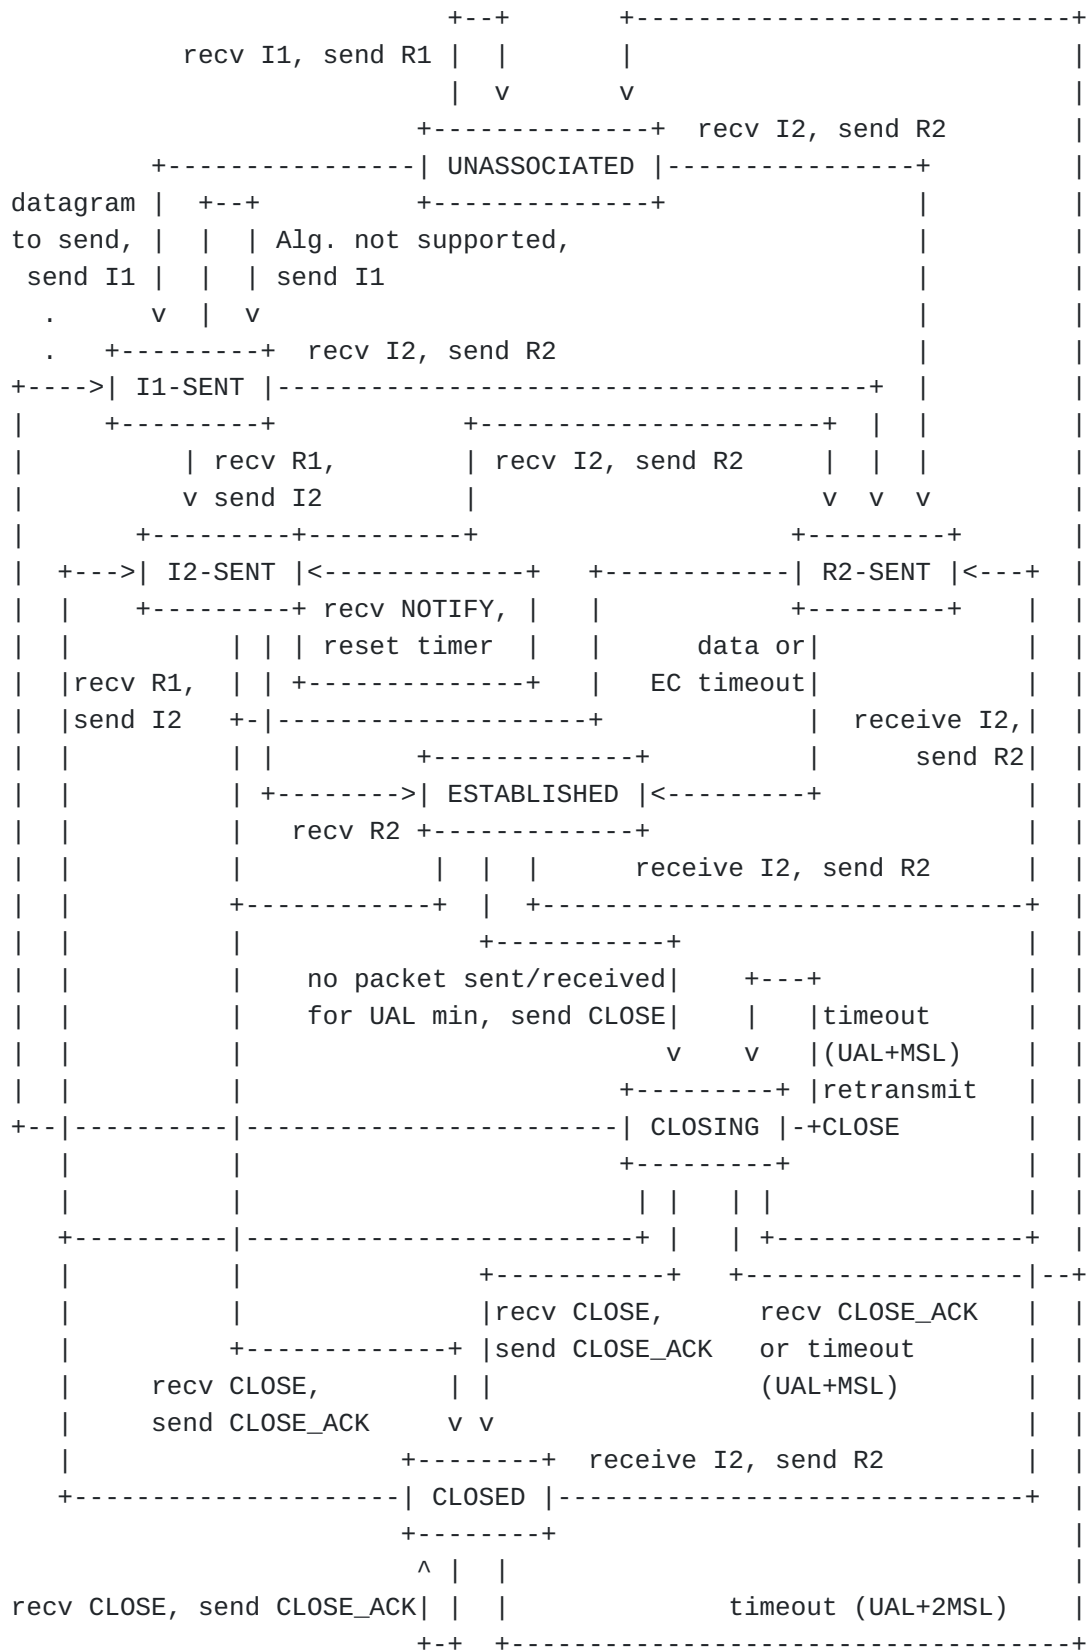 +--+       +----------------------------+
           recv I1, send R1 |  |       |                            |
                            |  v       v                            |
                          +--------------+  recv I2, send R2        |
         +----------------| UNASSOCIATED |----------------+         |
datagram |  +--+          +--------------+                |         |
to send, |  |  | Alg. not supported,                      |         |
 send I1 |  |  | send I1                                  |         |
  .      v  |  v                                          |         |
  .   +---------+  recv I2, send R2                       |         |
+---->| I1-SENT |--------------------------------------+  |         |
|     +---------+            +----------------------+  |  |         |
|          | recv R1,        | recv I2, send R2     |  |  |         |
|          v send I2         |                      v  v  v         |
|       +---------+----------+                    +---------+       |
|  +--->| I2-SENT |<-------------+   +------------| R2-SENT |<---+  |
|  |    +---------+ recv NOTIFY, |   |            +---------+    |  |
|  |          | | | reset timer  |   |      data or|             |  |
|  |recv R1,  | | +--------------+   |   EC timeout|             |  |
|  |send I2   +-|--------------------+             |  receive I2,|  |
|  |          | |         +-------------+          |      send R2|  |
|  |          | +-------->| ESTABLISHED |<---------+             |  |
|  |          |   recv R2 +-------------+                        |  |
|  |          |            |  |  |      receive I2, send R2      |  |
|  |          +------------+  |  +-------------------------------+  |
|  |          |               +-----------+                      |  |
|  |          |    no packet sent/received|    +---+             |  |
|  |          |    for UAL min, send CLOSE|    |   |timeout      |  |
|  |          |                           v    v   |(UAL+MSL)    |  |
|  |          |                        +---------+ |retransmit   |  |
+--|----------|------------------------| CLOSING |-+CLOSE        |  |
   |          |                        +---------+               |  |
   |          |                         | |   | |                |  |
   +----------|-------------------------+ |   | +----------------+  |
   |          |               +-----------+   +------------------|--+
   |          |               |recv CLOSE,     recv CLOSE_ACK    |  |
   |          +-------------+ |send CLOSE_ACK   or timeout       |  |
   |     recv CLOSE,        | |                 (UAL+MSL)        |  |
   |     send CLOSE_ACK     v v                                  |  |
   |                     +--------+  receive I2, send R2         |  |
   +---------------------| CLOSED |------------------------------+  |
                         +--------+                                 |
                          ^ |  |                                    |
recv CLOSE, send CLOSE_ACK| |  |              timeout (UAL+2MSL)    |
                          +-+  +------------------------------------+